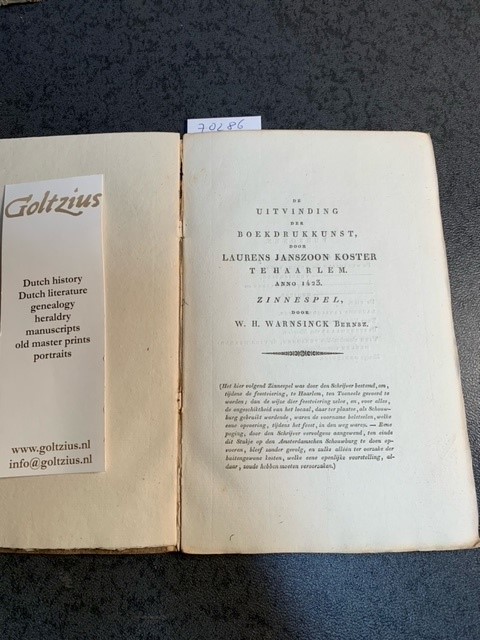 70286
Goltzius
Dutch history
Dutch literature
genealogy
heraldry
manuscripts
old master prints
portraits
www.goltzius.nl
info@goltzius.nl
DE
UITVINDING
DER
BOEKDRUKKUNST,
DOOR
LAURENS JANSZOON KOSTER
TE HAARLEM.
ANNO 1423.
ZINNESPEL,
DOOR
W. H. WARNSINCK BERNSZ.
(Het hier volgend Zinnespel was door den Schrijver bestemd, om,
tijdens de feestviering, te Haarlem, ten Tooneele gevoerd te
worden; dan de wijze dier feestviering zelve, en, voor alles,
de ongeschiktheid van het locaal, daar ter plaatse, als Schouw-
burg gebruikt wordende, waren de voorname beletselen, welke
eene opvoering, tijdens het feest, in den weg waren. — Eene
poging, door den Schrijver vervolgens aangewend, ten einde
dit Stukje op den Amsterdamschen Schouwburg te doen op-
voeren, bleef zonder gevolg, en zulks alleen ter oorzake der
buitengewone kosten, welke eene openlijke voorstelling, al-
daar, zoude hebben moeten veroorzaken.)